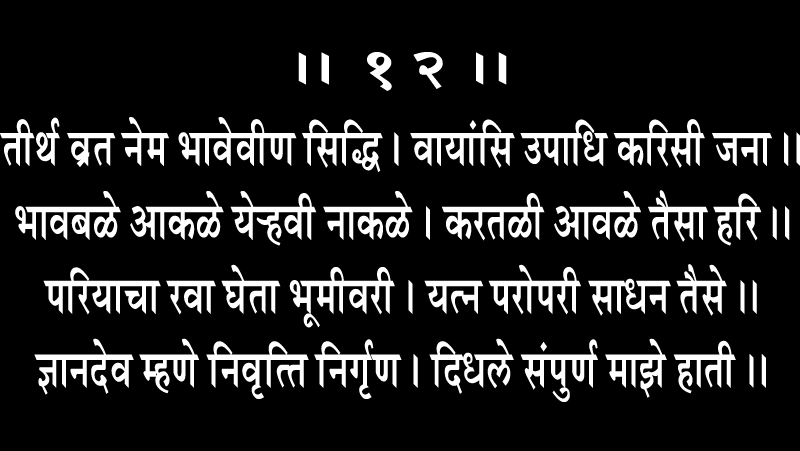 ।। १२ ।।
तीर्थ व्रत नेम भावेवीण सिद्धि । वायांसि उपाधि करिसी जना ।।
भावबळे आकळे येऱ्हवी नाकळे । करतळी आवळे तैसा हरि ।।
परियाचा रवा घेता भूमीवरी । यत्न परोपरी साधन तैसे ।।
ज्ञानदेव म्हणे निवृत्ति निर्गृण । दिधले संपुर्ण माझे हाती ।।